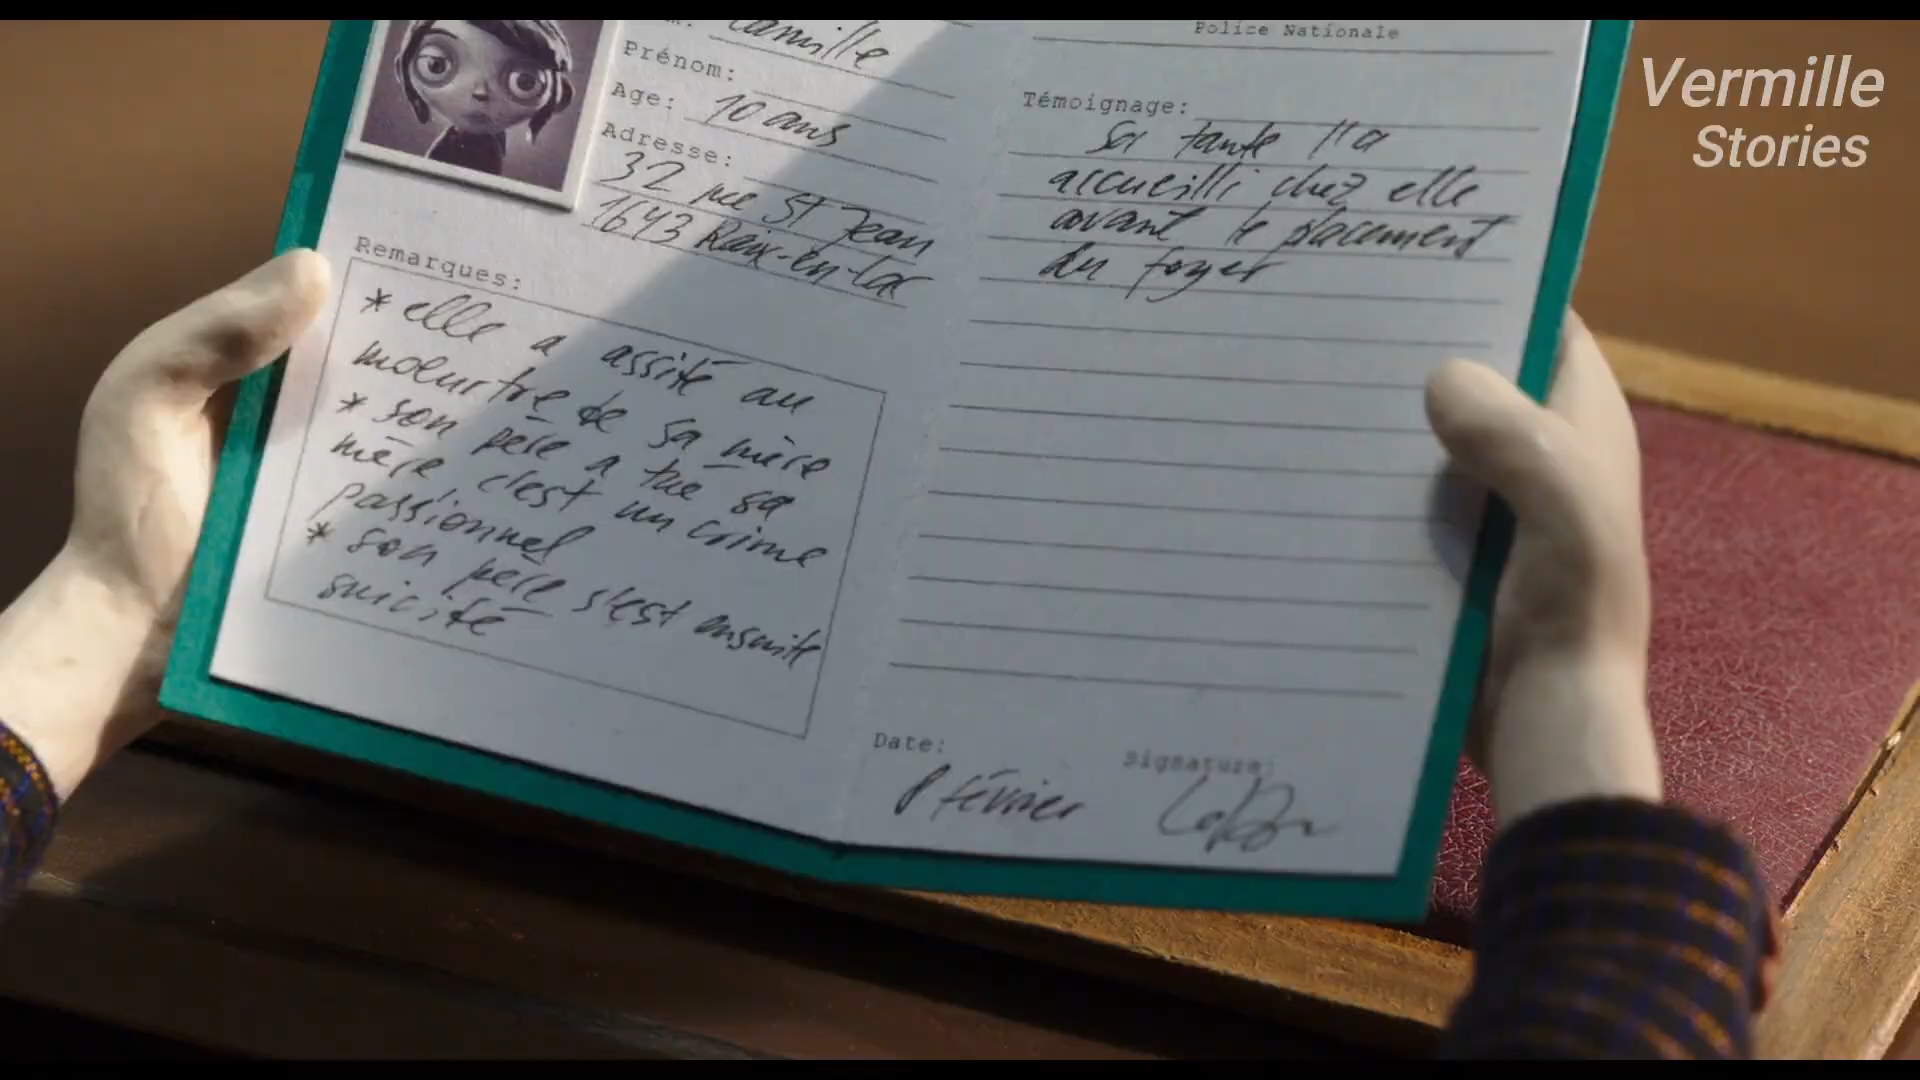 Camille
Prénom:
Age: 10 ans
Adresse:
32 rue St Jean
1643 Raix-en-Lac
Remarques:
* elle a assité au
moeurtre de sa mère
* son père a tué sa
mère c'est un crime
passionnel
* son père s'est ensuite
suicité
Police Nationale
Témoignage:
Sa tante l'a
accueilli chez elle
avant le placement
du foyer
Date:
8 février
Signature:
Vermille
Stories